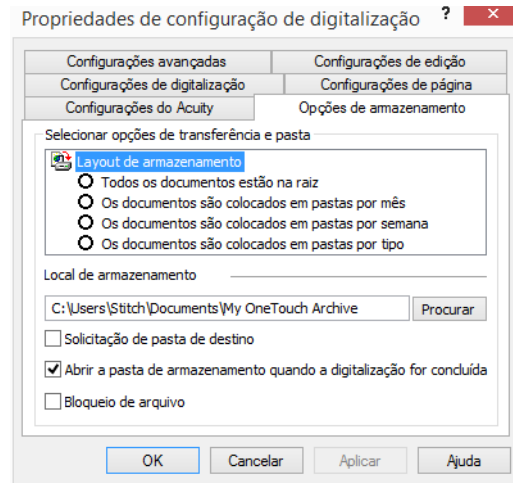 Propriedades de configuração de digitalização ? ×
Configurações avançadas Configurações de edição
Configurações de digitalização Configurações de página
Configurações do Acuity Opções de armazenamento
Selecionar opções de transferência e pasta
Layout de armazenamento
Todos os documentos estão na raiz
Os documentos são colocados em pastas por mês
Os documentos são colocados em pastas por semana
Os documentos são colocados em pastas por tipo
Local de armazenamento
C:\Users\Stitch\Documents\My OneTouch Archive Procurar
Solicitação de pasta de destino
Abrir a pasta de armazenamento quando a digitalização for concluída
Bloqueio de arquivo
OK Cancelar Aplicar Ajuda